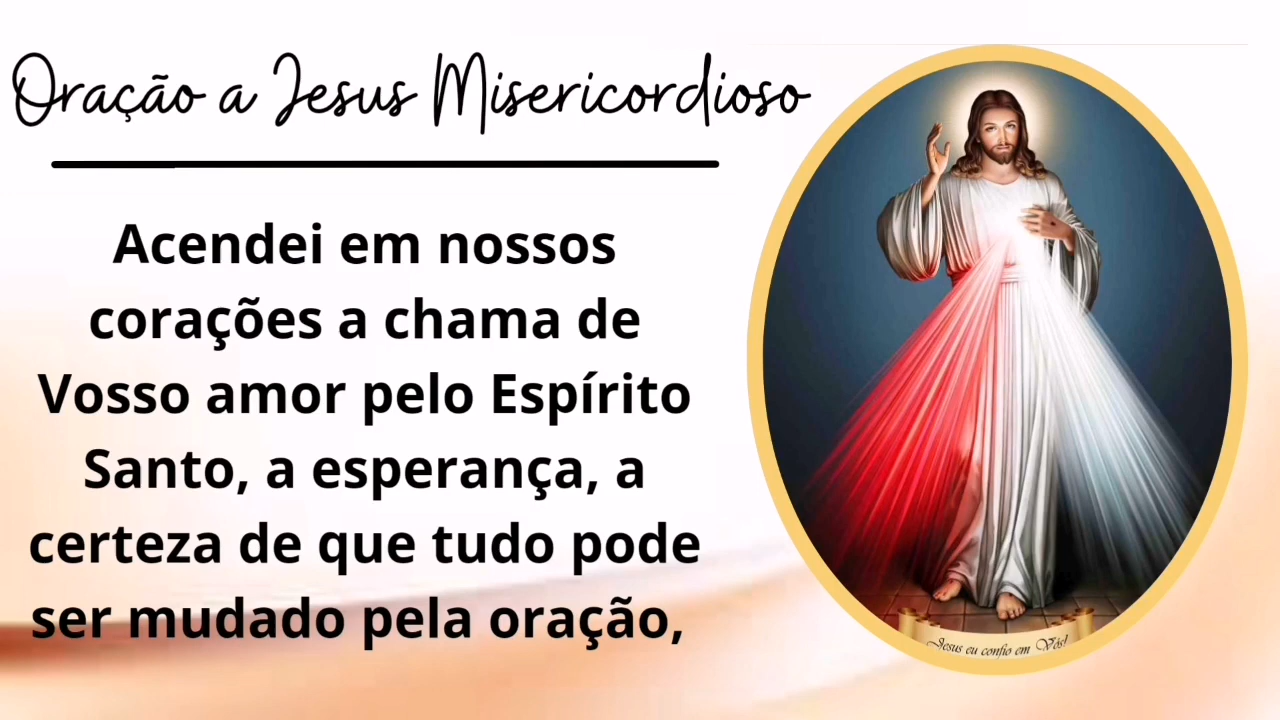 Oração a Jesus Misericordioso
Acendei em nossos
corações a chama de
Vosso amor pelo Espírito
Santo, a esperança, a
certeza de que tudo pode
ser mudado pela oração,
Jesus eu confio em Vós!